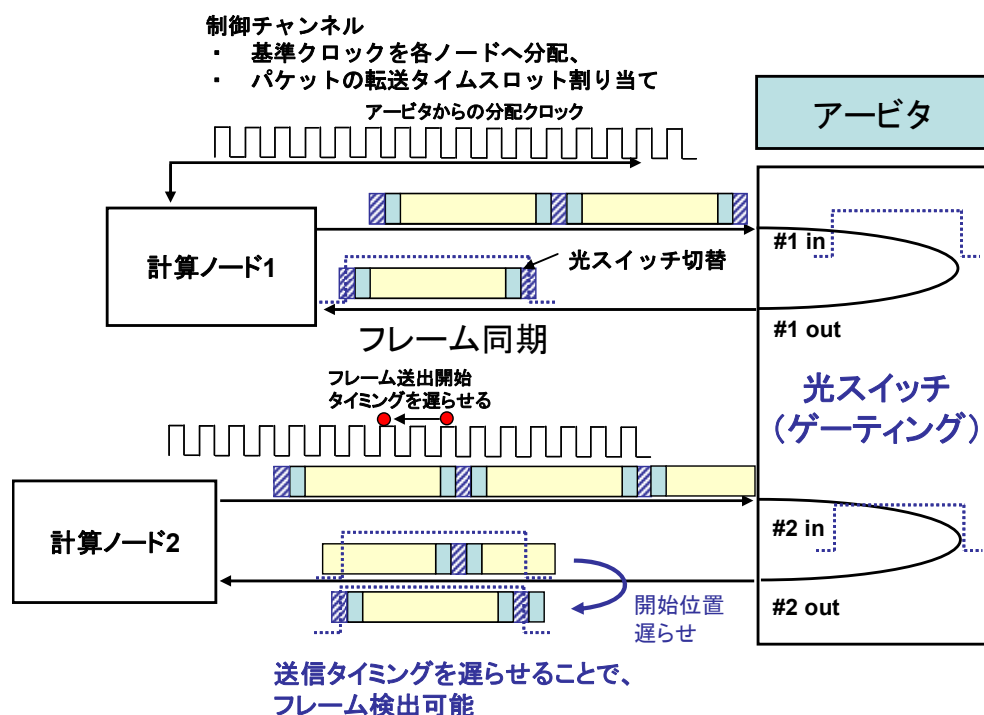 制御チャンネル
・ 基準クロックを各ノードへ分配、
・ パケットの転送タイムスロット割り当て
アービタからの分配クロック
アービタ
計算ノード1
#1 in
光スイッチ切替
#1 out
フレーム同期
フレーム送出開始
タイミングを遅らせる
光スイッチ
（ゲーティング）
計算ノード2
#2 in
#2 out
開始位置
遅らせ
送信タイミングを遅らせることで、
フレーム検出可能